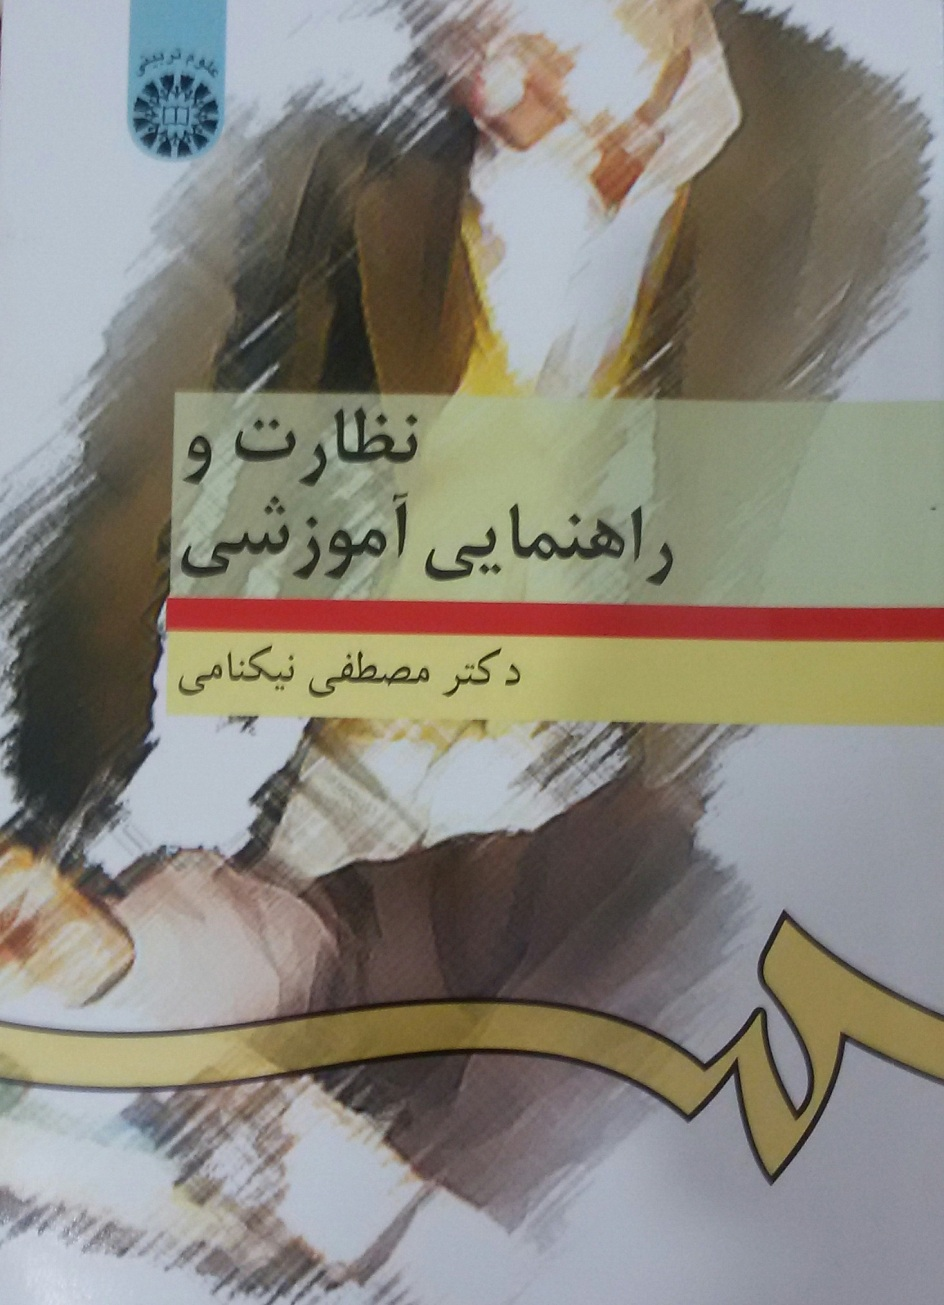 علوم تربیتی
نظارت و
راهنمایی آموزشی
دکتر مصطفی نیکنامی